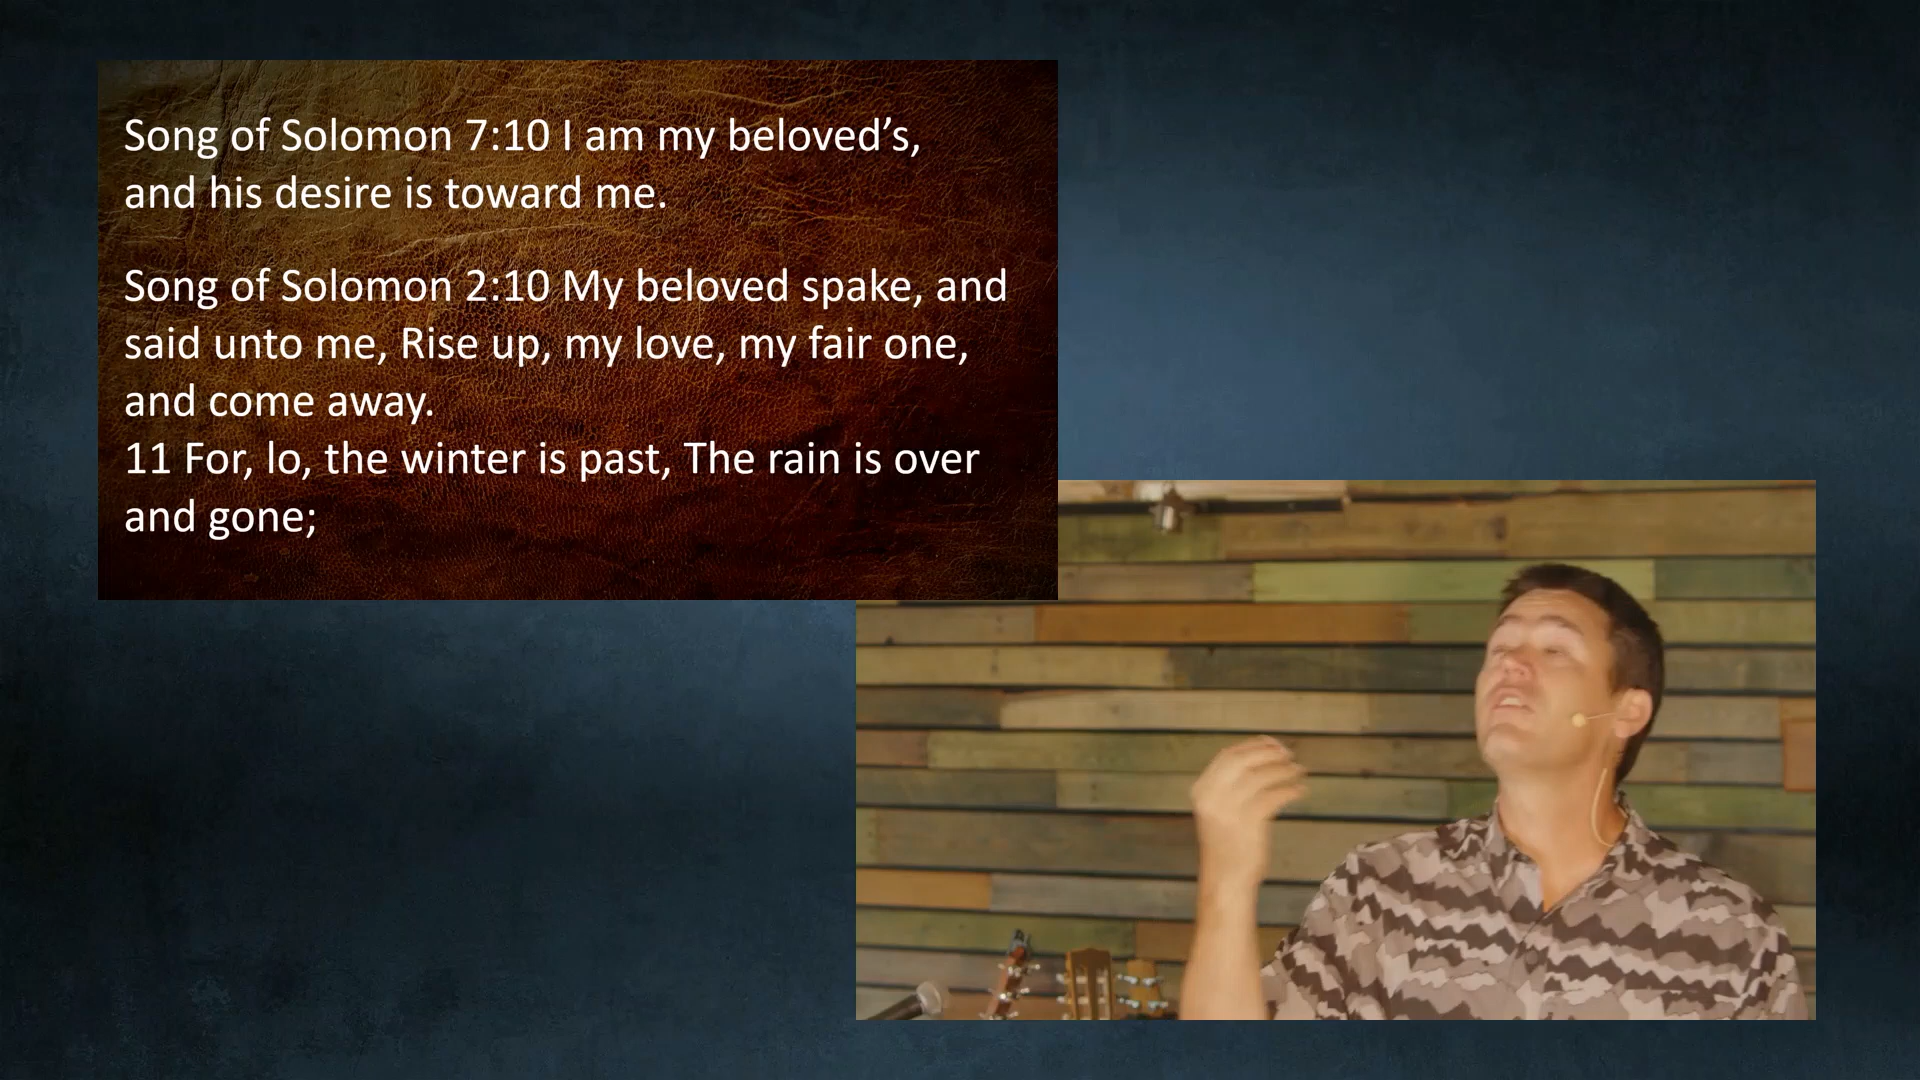 Song of Solomon 7:10 I am my beloved’s,
and his desire is toward me.
Song of Solomon 2:10 My beloved spake, and
said unto me, Rise up, my love, my fair one,
and come away.
11 For, lo, the winter is past, The rain is over
and gone;